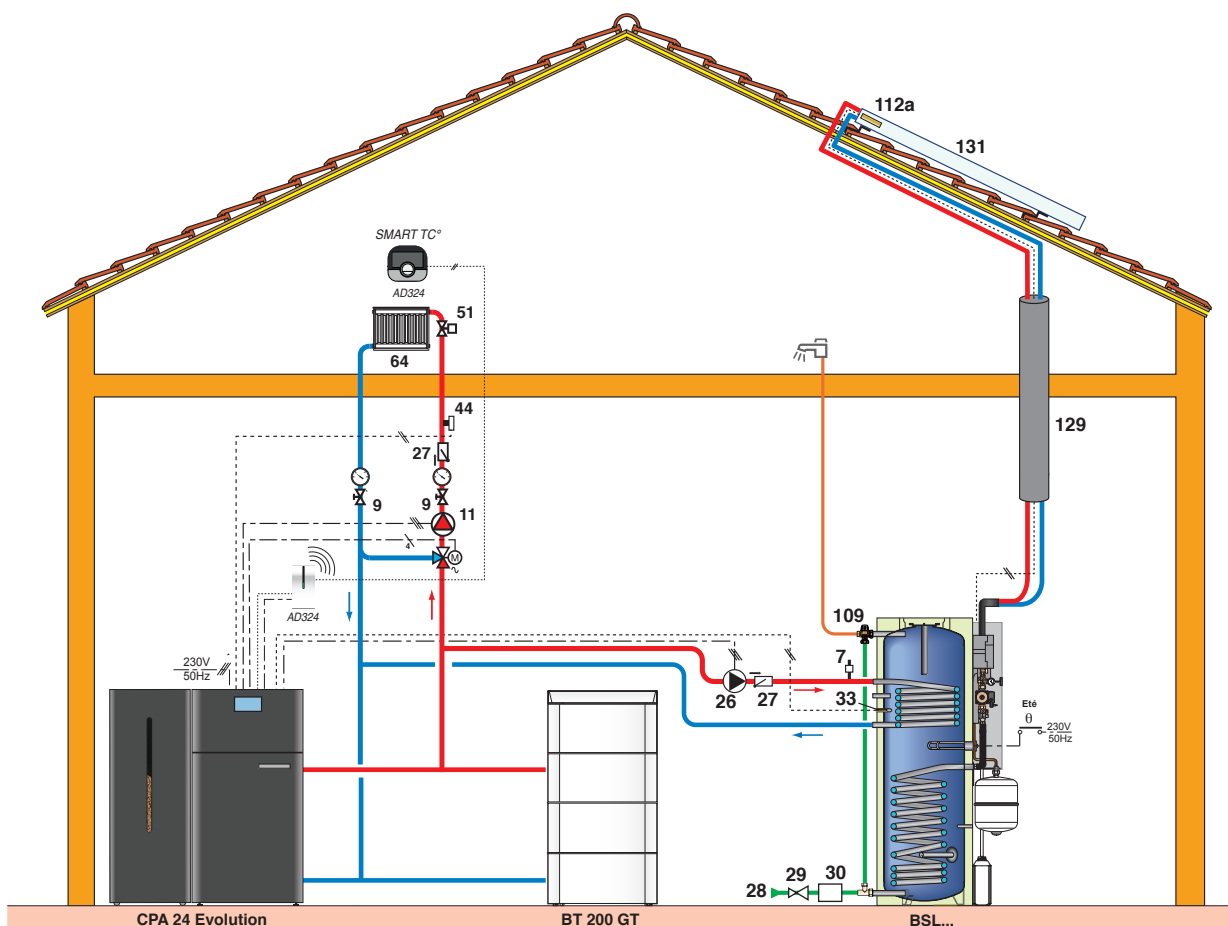 112a
131
SMART TC°
AD324
51
64
44
129
27
9
9
11
4
M
AD324
109
7
230V
50Hz
26
27
33
Eté
θ
230V
50Hz
29
30
28
CPA 24 Evolution
BT 200 GT
BSL...